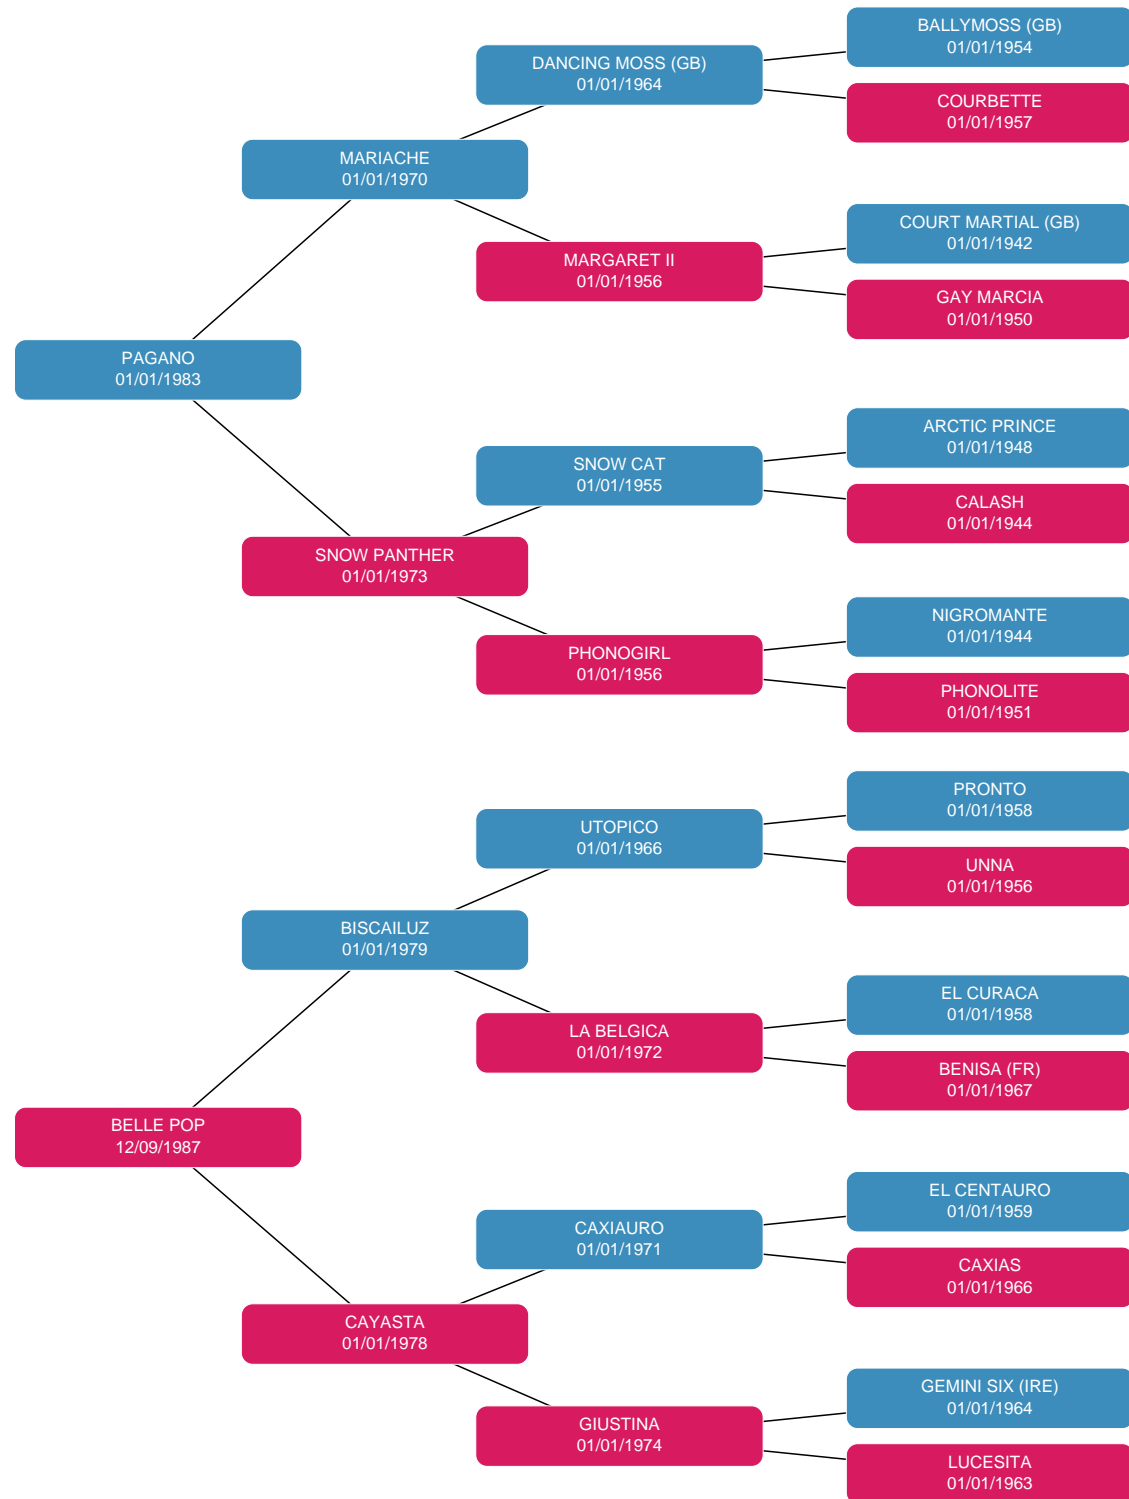 BALLYMOSS (GB)
01/01/1954
DANCING MOSS (GB)
01/01/1964
COURBETTE
01/01/1957
MARIACHE
01/01/1970
COURT MARTIAL (GB)
01/01/1942
MARGARET II
01/01/1956
GAY MARCIA
01/01/1950
PAGANO
01/01/1983
ARCTIC PRINCE
01/01/1948
SNOW CAT
01/01/1955
CALASH
01/01/1944
SNOW PANTHER
01/01/1973
NIGROMANTE
01/01/1944
PHONOGIRL
01/01/1956
PHONOLITE
01/01/1951
PRONTO
01/01/1958
UTOPICO
01/01/1966
UNNA
01/01/1956
BISCAILUZ
01/01/1979
EL CURACA
01/01/1958
LA BELGICA
01/01/1972
BENISA (FR)
01/01/1967
BELLE POP
12/09/1987
EL CENTAURO
01/01/1959
CAXIAURO
01/01/1971
CAXIAS
01/01/1966
CAYASTA
01/01/1978
GEMINI SIX (IRE)
01/01/1964
GIUSTINA
01/01/1974
LUCESITA
01/01/1963